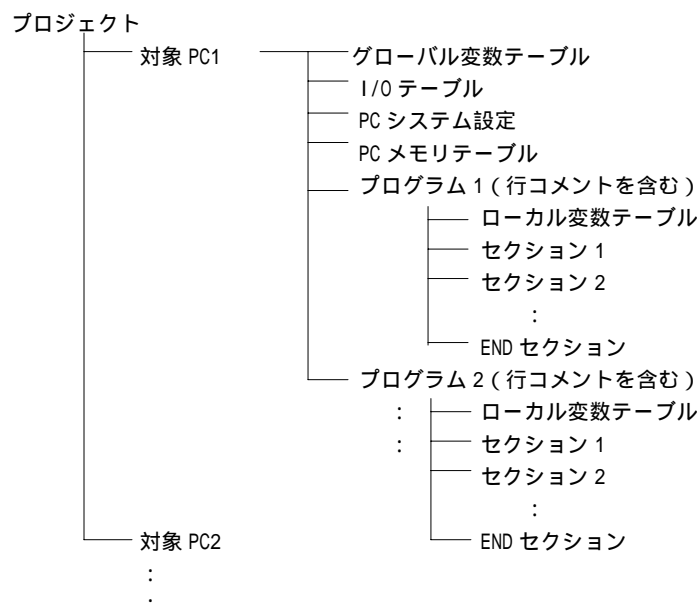 プロジェクト
対象 PC1
グローバル変数テーブル
I/O テーブル
PC システム設定
PC メモリテーブル
プログラム 1 ( 行コメントを含む )
ローカル変数テーブル
セクション 1
セクション 2
:
END セクション
プログラム 2 ( 行コメントを含む )
: ローカル変数テーブル
: セクション 1
セクション 2
:
対象 PC2 END セクション
:
: